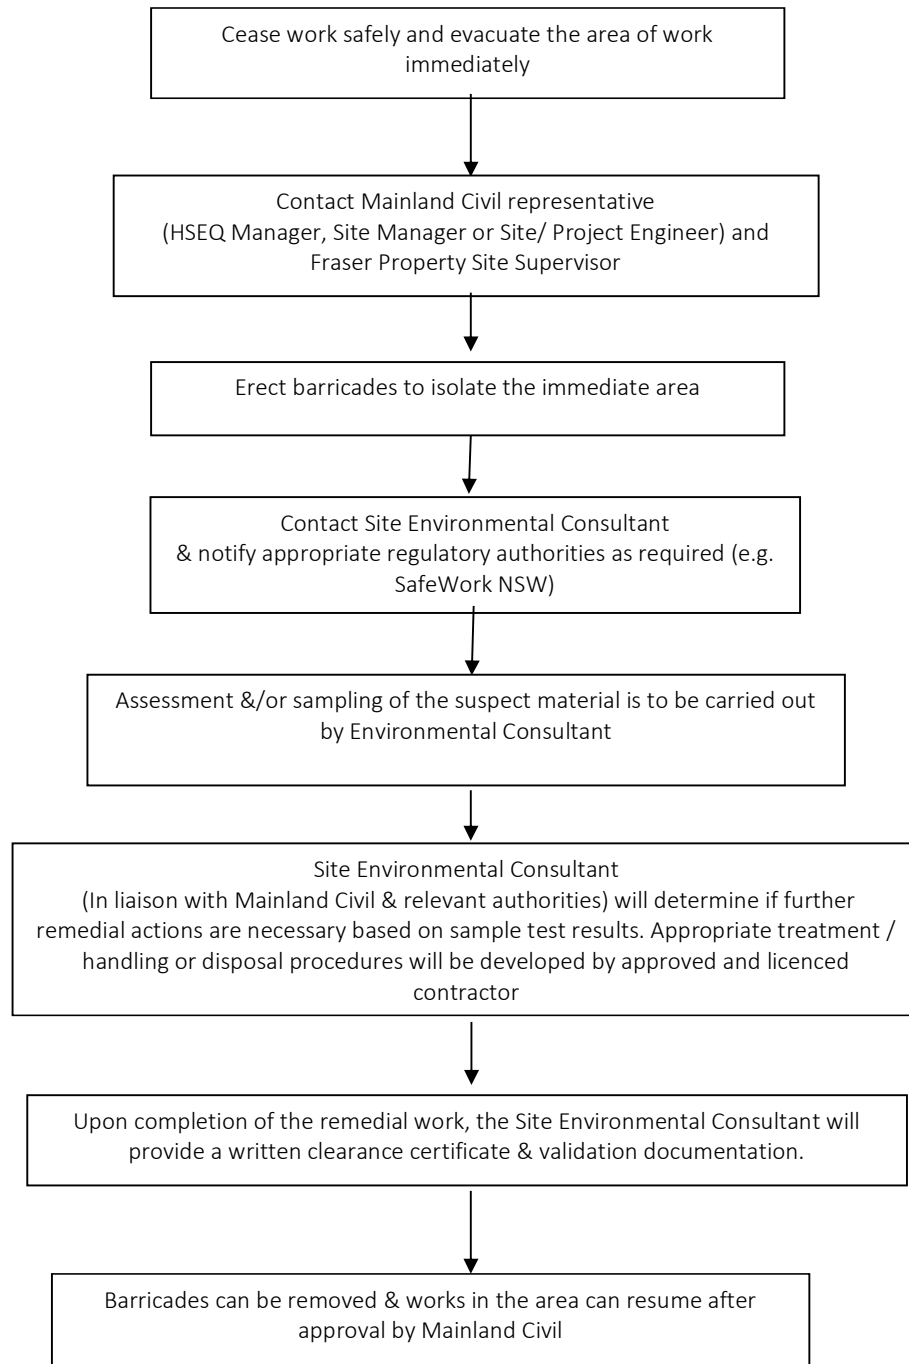 Cease work safely and evacuate the area of work
immediately
Contact Mainland Civil representative
(HSEQ Manager, Site Manager or Site/ Project Engineer) and
Fraser Property Site Supervisor
Erect barricades to isolate the immediate area
Contact Site Environmental Consultant
& notify appropriate regulatory authorities as required (e.g.
SafeWork NSW)
Assessment &/or sampling of the suspect material is to be carried out
by Environmental Consultant
Site Environmental Consultant
(In liaison with Mainland Civil & relevant authorities) will determine if further
remedial actions are necessary based on sample test results. Appropriate treatment /
handling or disposal procedures will be developed by approved and licenced
contractor
Upon completion of the remedial work, the Site Environmental Consultant will
provide a written clearance certificate & validation documentation.
Barricades can be removed & works in the area can resume after
approval by Mainland Civil